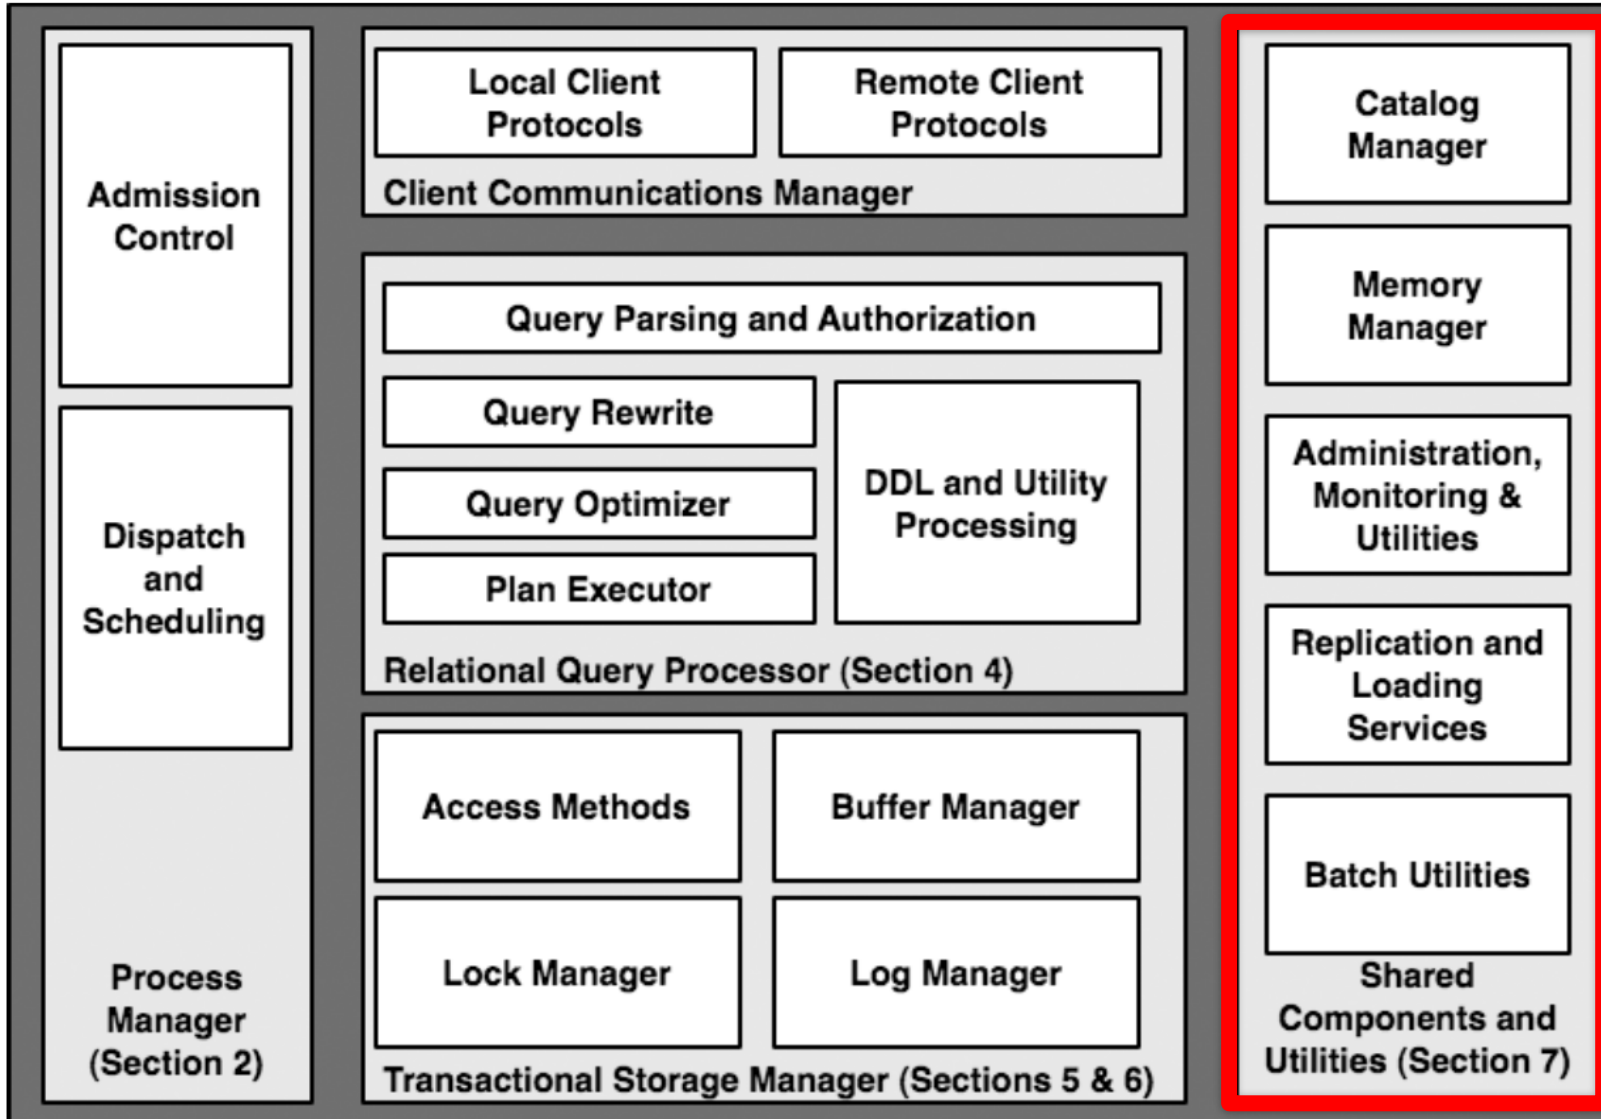 Admission
Control
Dispatch
and
Scheduling
Process
Manager
(Section 2)
Local Client
Protocols
Remote Client
Protocols
Client Communications Manager
Query Parsing and Authorization
Query Rewrite
Query Optimizer
Plan Executor
DDL and Utility
Processing
Relational Query Processor (Section 4)
Access Methods
Buffer Manager
Lock Manager
Log Manager
Transactional Storage Manager (Sections 5 & 6)
Catalog
Manager
Memory
Manager
Administration,
Monitoring &
Utilities
Replication and
Loading
Services
Batch Utilities
Shared
Components and
Utilities (Section 7)